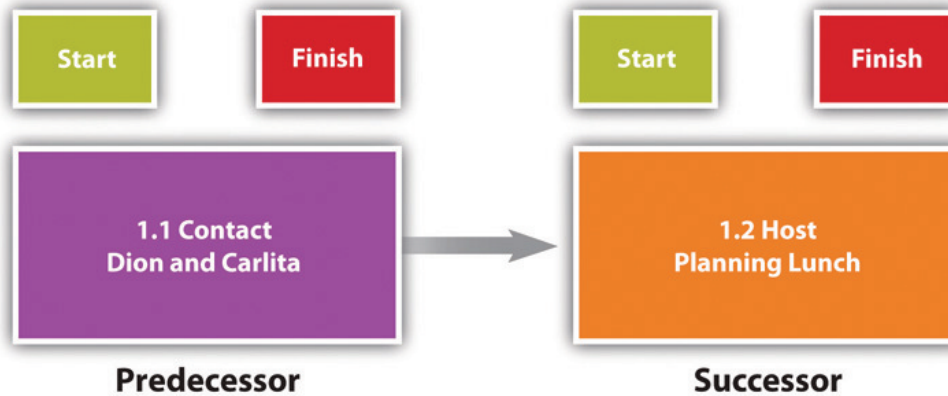 Start
Finish
Start
Finish
1.1 Contact
Dion and Carlita
1.2 Host
Planning Lunch
Predecessor
Successor